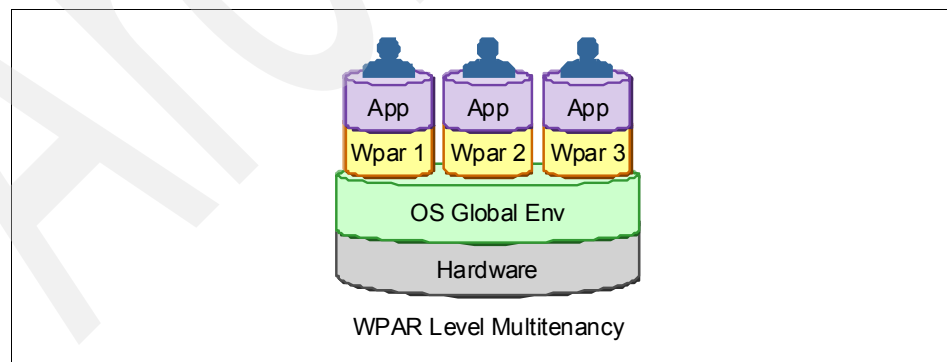 App App App
Wpar 1 Wpar 2 Wpar 3
OS Global Env
Hardware
WPAR Level Multitenancy